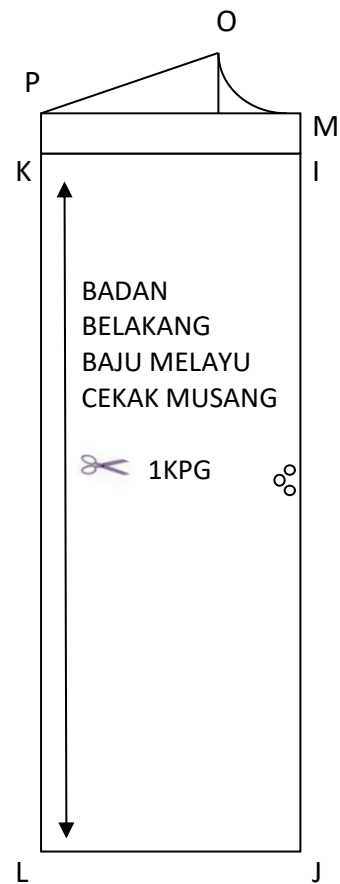 O
P
M
K
I
BADAN
BELAKANG
BAJU MELAYU
CEKAK MUSANG
1KPG
L
J